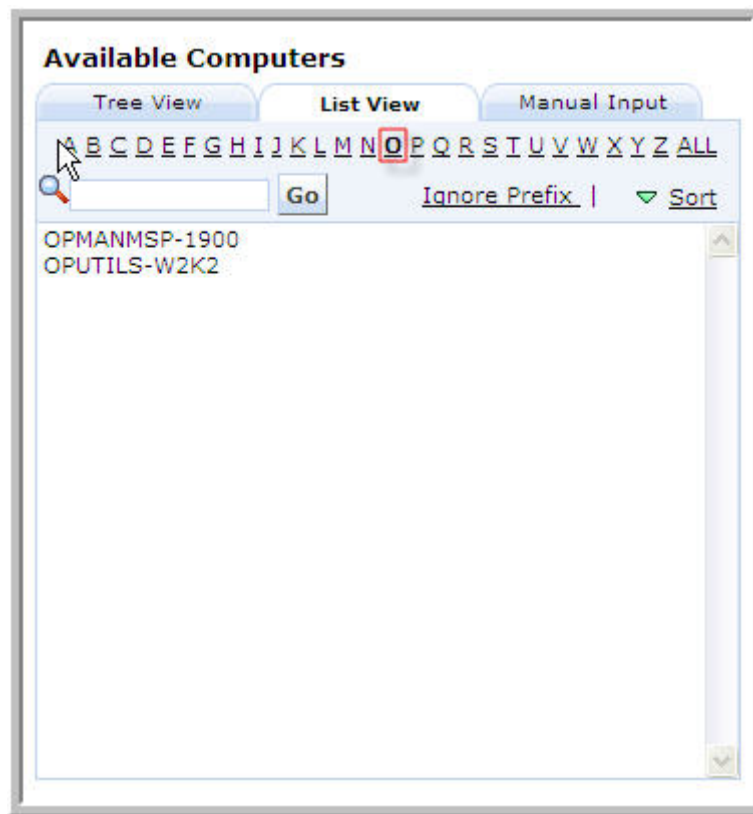 Available Computers
Tree View List View Manual Input
A B C D E F G H I J K L M N O P Q R S T U V W X Y Z ALL
Go Ignore Prefix | Sort
OPMANMSP-1900
OPUTILS-W2K2